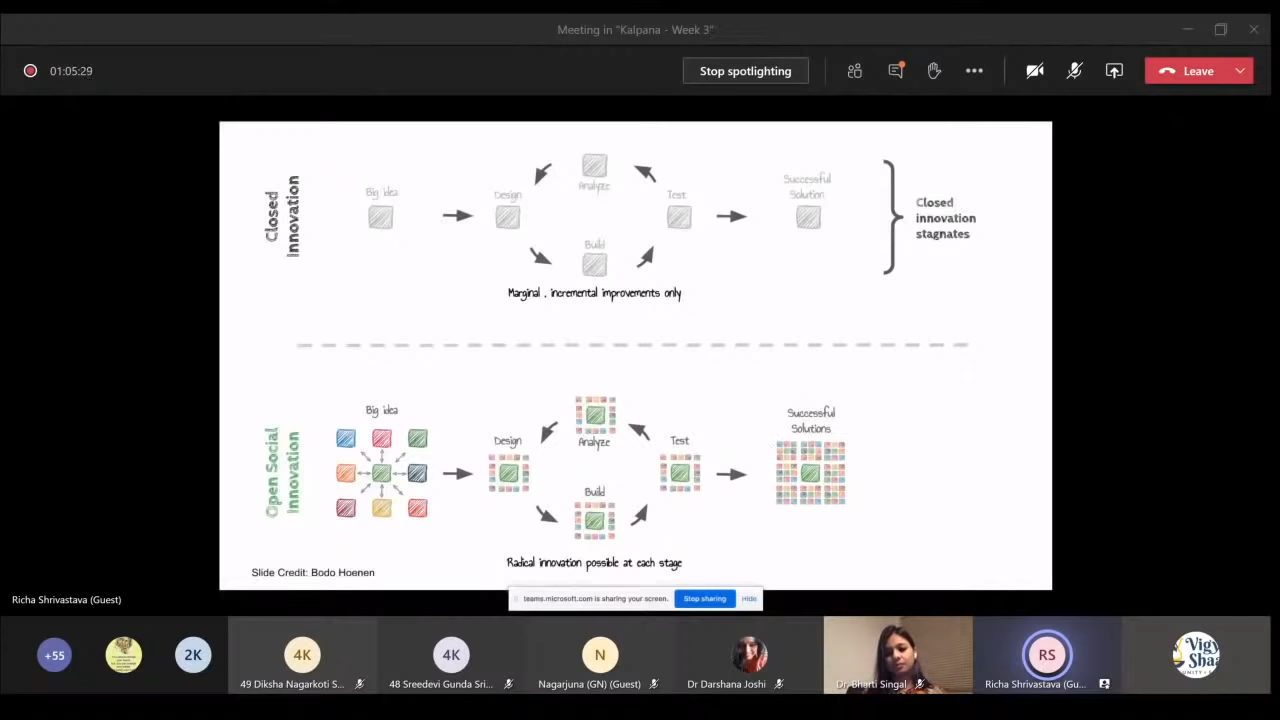 Meeting in "Kalpana - Week 3"
01:05:29
Stop spotlighting
Leave
Closed
Innovation
Big idea
Design
Analyze
Build
Test
Successful
Solution
Closed
innovation
stagnates
Marginal , incremental improvements only
Open Social
Innovation
Big idea
Design
Analyze
Build
Test
Successful
Solutions
Radical innovation possible at each stage
Slide Credit: Bodo Hoenen
Richa Shrivastava (Guest)
teams.microsoft.com is sharing your screen.
Stop sharing
Hide
+55
2K
4K
49 Diksha Nagarkoti S...
4K
48 Sreedevi Gunda Sri...
N
Nagarjuna (GN) (Guest)
Dr Darshana Joshi
Dr. Bharti Singal
RS
Richa Shrivastava (Gu...
Vigy
Shaa